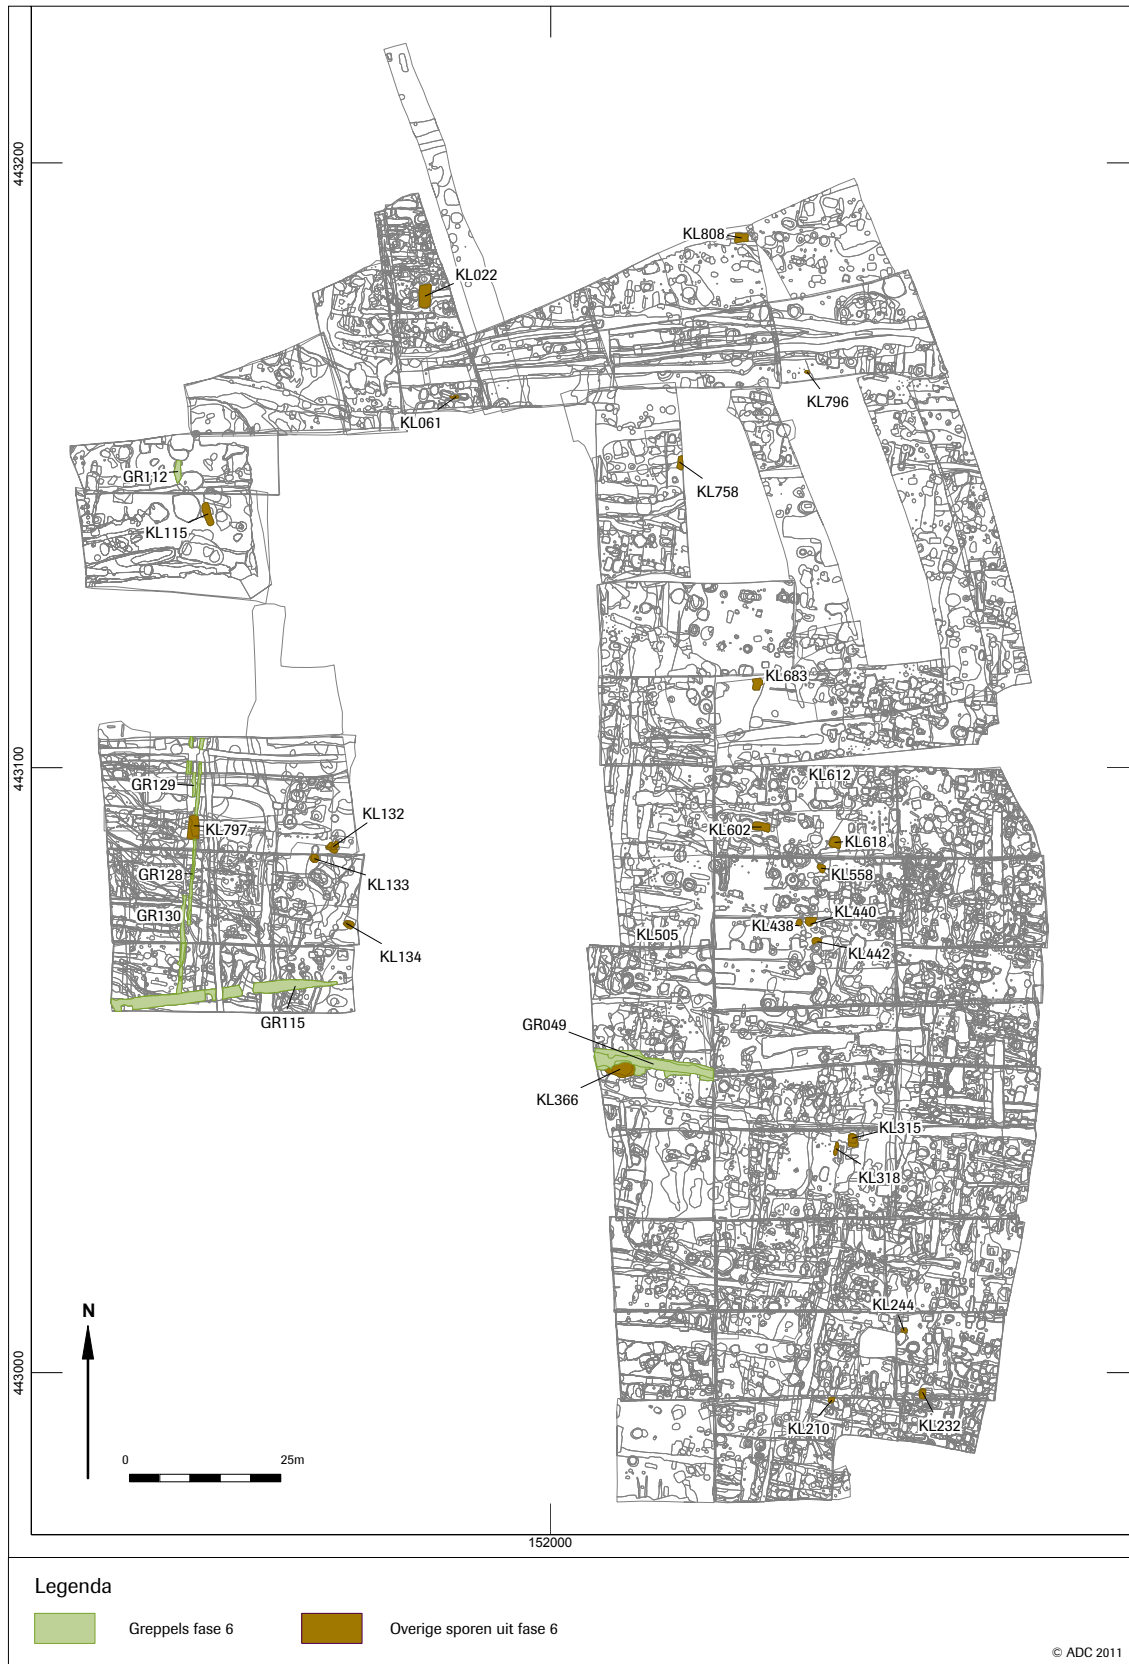 443200
KL808
KL022
KL796
KL061
GR112
KL758
KL115
KL683
443100
KL612
GR129
KL132
KL797
KL602
KL618
KL133
GR128
KL558
GR130
KL440
KL438
KL505
KL442
KL134
GR115
GR049
KL366
KL315
KL318
KL244
N
443000
KL210
KL232
0 25m
152000
Legenda
Greppels fase 6
Overige sporen uit fase 6
© ADC 2011